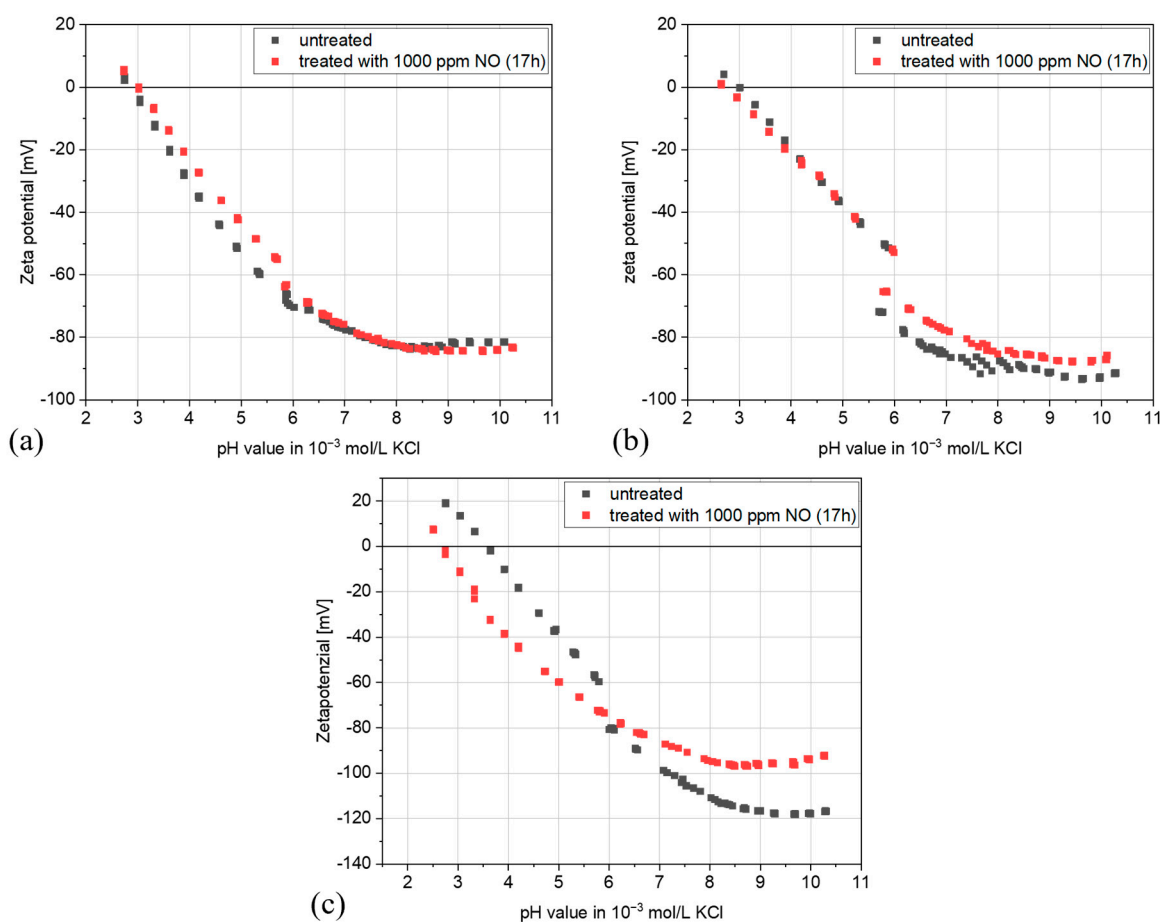 20
0
-20
-40
-60
-80
-100
2 3 4 5 6 7 8 9 10 11
Zeta potential [mV]
pH value in 10⁻³ mol/L KCl
untreated
treated with 1000 ppm NO (17h)
(a)
20
0
-20
-40
-60
-80
-100
2 3 4 5 6 7 8 9 10 11
zeta potential [mV]
pH value in 10⁻³ mol/L KCl
untreated
treated with 1000 ppm NO (17h)
(b)
20
0
-20
-40
-60
-80
-100
-120
-140
2 3 4 5 6 7 8 9 10 11
Zetapotenzial [mV]
pH value in 10⁻³ mol/L KCl
untreated
treated with 1000 ppm NO (17h)
(c)